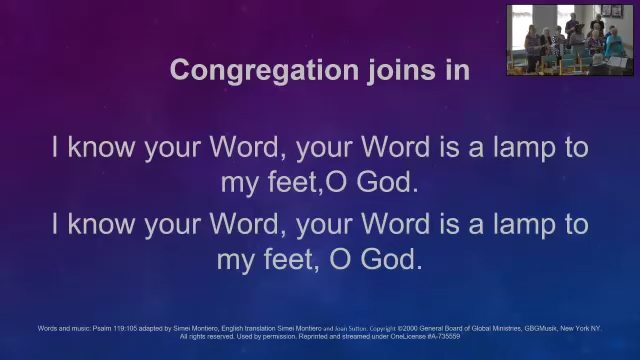 Congregation joins in
I know your Word, your Word is a lamp to
my feet,O God.
I know your Word, your Word is a lamp to
my feet, O God.
Words and music: Psalm 119:105 adapted by Simei Montiero, English translation Simei Montiero and Joan Sutton. Copyright ©2000 General Board of Global Ministries, GBGMusik, New York NY.
All rights reserved. Used by permission. Reprinted and streamed under OneLicense #A-735559